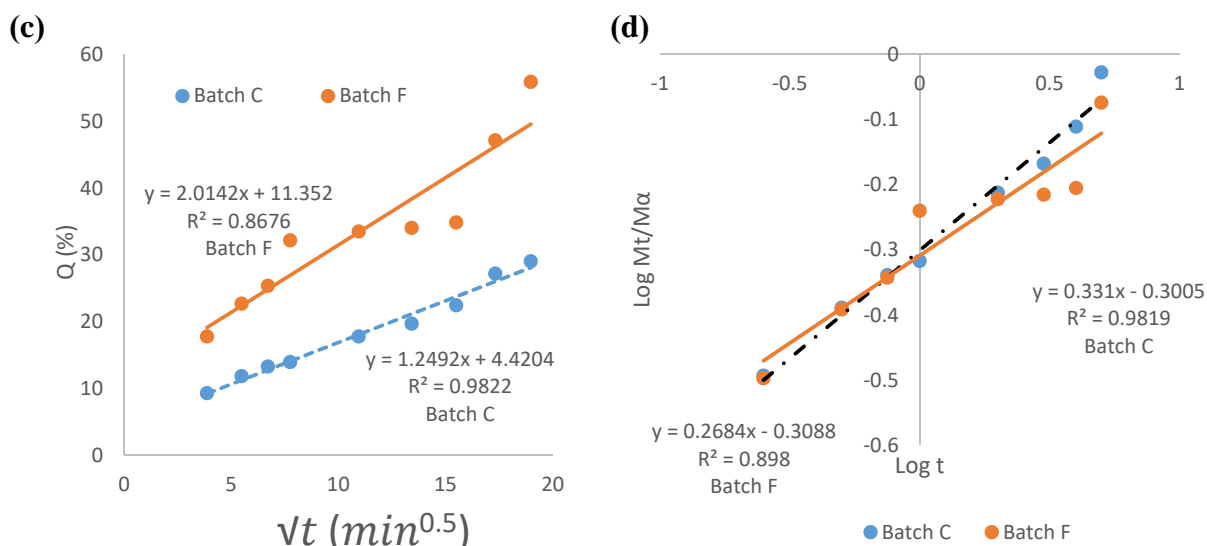 (c)
60
50
40
30
20
10
0
Q (%)
Batch C
Batch F
y = 2.0142x + 11.352
R² = 0.8676
Batch F
y = 1.2492x + 4.4204
R² = 0.9822
Batch C
0
5
10
15
20
√t (min^0.5)
(d)
-1
-0.5
0
0.5
1
0
-0.1
-0.2
-0.3
-0.4
-0.5
-0.6
Log Mt/Mα
y = 0.331x - 0.3005
R² = 0.9819
Batch C
y = 0.2684x - 0.3088
R² = 0.898
Batch F
Log t
Batch C
Batch F